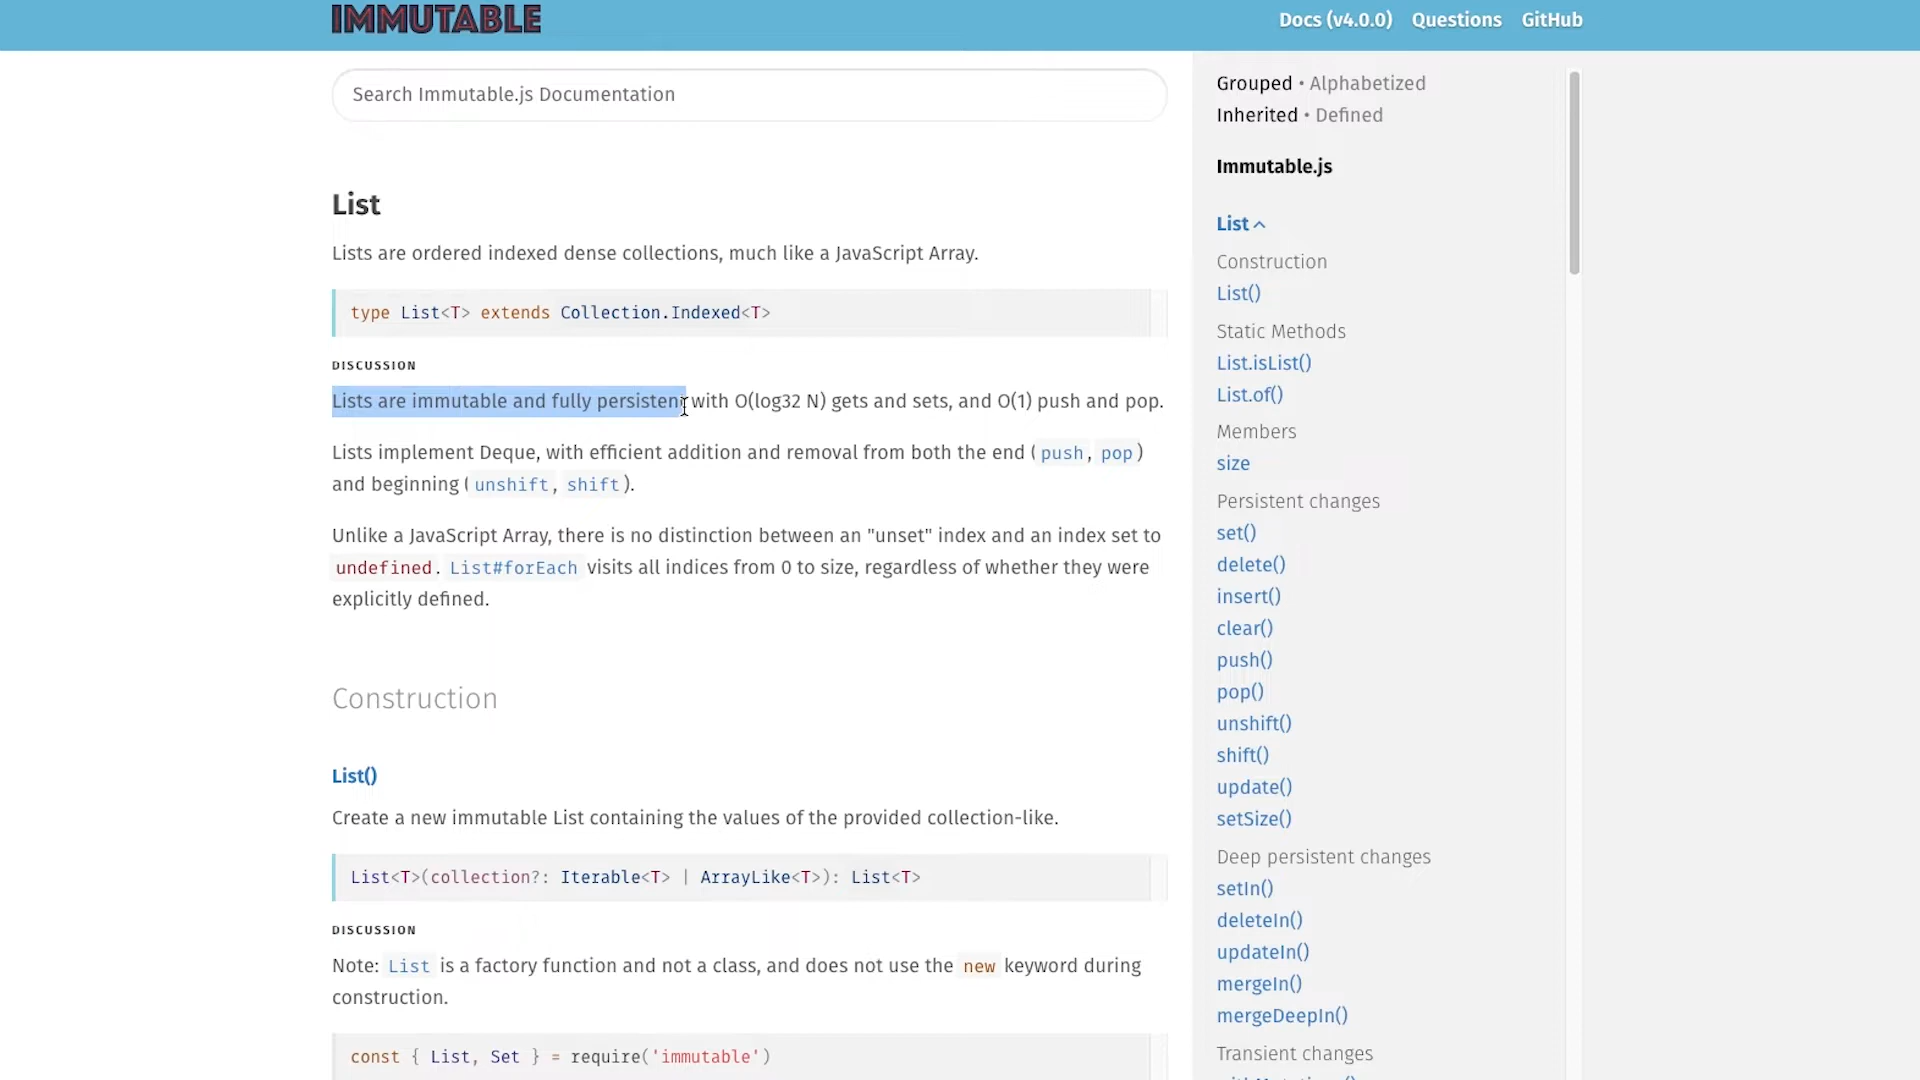 IMMUTABLE
Docs (v4.0.0) Questions GitHub
Search Immutable.js Documentation
List
Lists are ordered indexed dense collections, much like a JavaScript Array.
type List<T> extends Collection.Indexed<T>
DISCUSSION
Lists are immutable and fully persistent with O(log32 N) gets and sets, and O(1) push and pop.
Lists implement Deque, with efficient addition and removal from both the end (push, pop)
and beginning (unshift, shift).
Unlike a JavaScript Array, there is no distinction between an "unset" index and an index set to
undefined. List#forEach visits all indices from 0 to size, regardless of whether they were
explicitly defined.
Construction
List()
Create a new immutable List containing the values of the provided collection-like.
List<T>(collection?: Iterable<T> | ArrayLike<T>): List<T>
DISCUSSION
Note: List is a factory function and not a class, and does not use the new keyword during
construction.
const { List, Set } = require('immutable')
Grouped • Alphabetized
Inherited • Defined
Immutable.js
List
Construction
List()
Static Methods
List.isList()
List.of()
Members
size
Persistent changes
set()
delete()
insert()
clear()
push()
pop()
unshift()
shift()
update()
setSize()
Deep persistent changes
setIn()
deleteIn()
updateIn()
mergeIn()
mergeDeepIn()
Transient changes